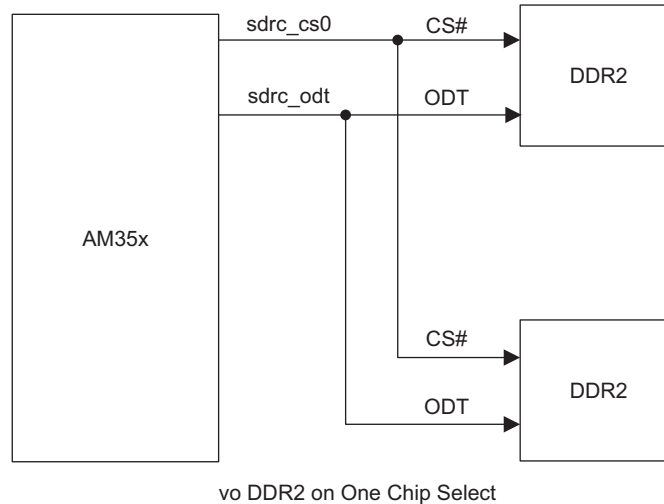 sdrc_cs0
CS#
DDR2
sdrc_odt
ODT
AM35x
CS#
DDR2
ODT
vo DDR2 on One Chip Select